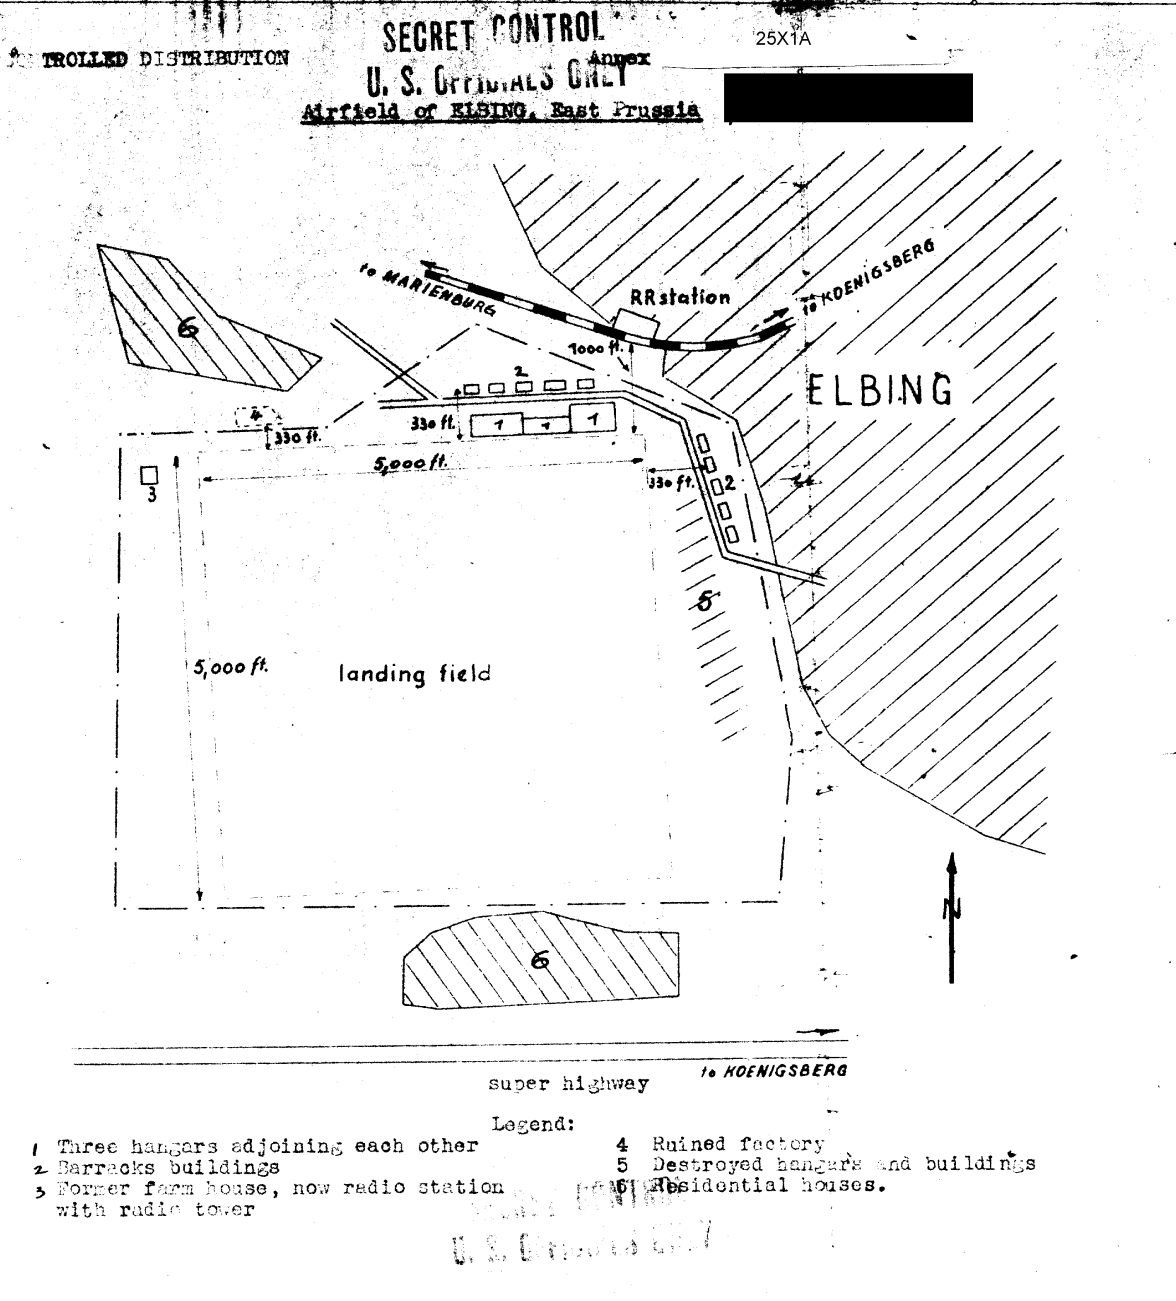 SECRET CONTROL
25X1A
TROLLED DISTRIBUTION
Annex
U. S. OFFICIALS ONLY
Airfield of ELBING, East Prussia
to MARIENBURG
to KOENIGSBERG
RR station
6
1000 ft.
2
ELBING
4
330 ft.
330 ft.
1
1
1
5,000 ft.
3
330 ft.
2
5
5,000 ft.
landing field
N
6
to KOENIGSBERG
super highway
Legend:
1 Three hangars adjoining each other
2 Barracks buildings
3 Former farm house, now radio station
with radio tower
4 Ruined factory
5 Destroyed hangars and buildings
6 Residential houses.
U. S. OFFICIALS ONLY